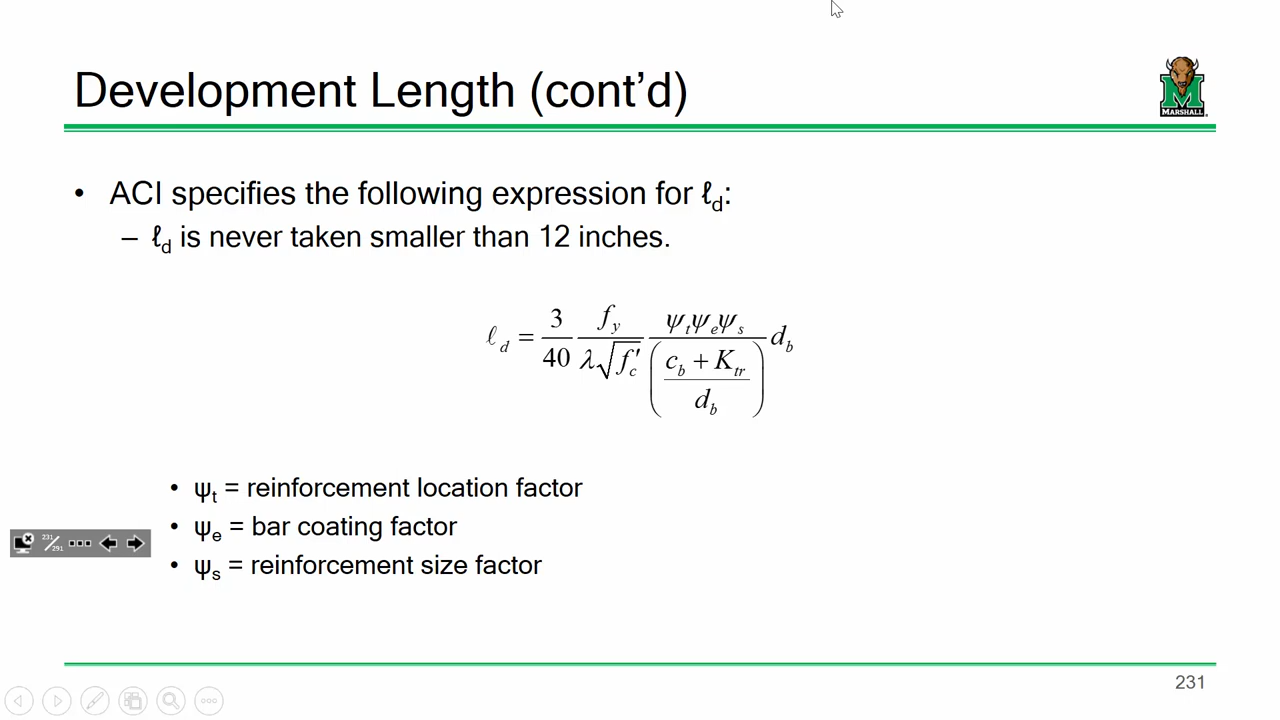 Development Length (cont’d)
MARSHALL
• ACI specifies the following expression for ℓd:
– ℓd is never taken smaller than 12 inches.
ℓd = 3/40 fy/(λ√f′c) ψtψeψs/((cb + Ktr)/db) db
• ψt = reinforcement location factor
• ψe = bar coating factor
• ψs = reinforcement size factor
231/291
231